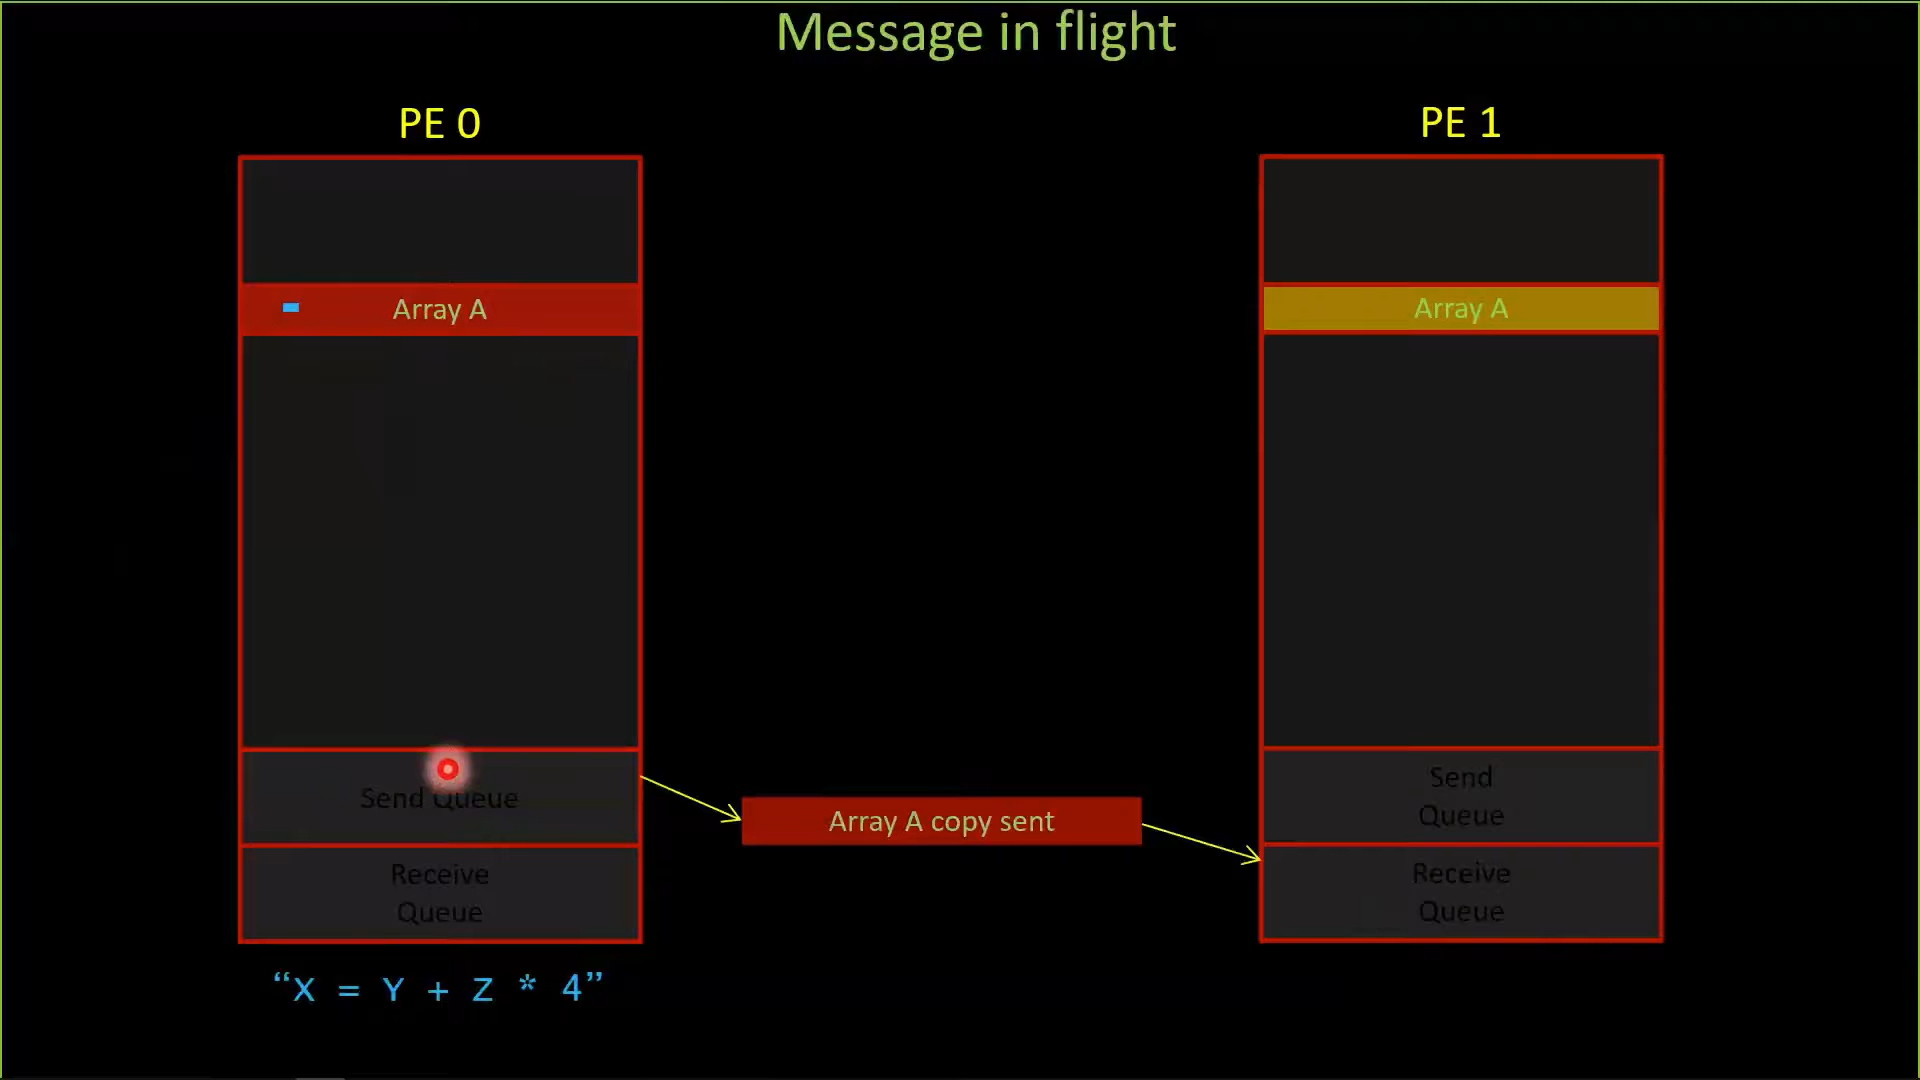 Message in flight
PE 0
PE 1
Array A
Array A
Send Queue
Send
Queue
Array A copy sent
Receive
Queue
Receive
Queue
“X = Y + Z * 4”